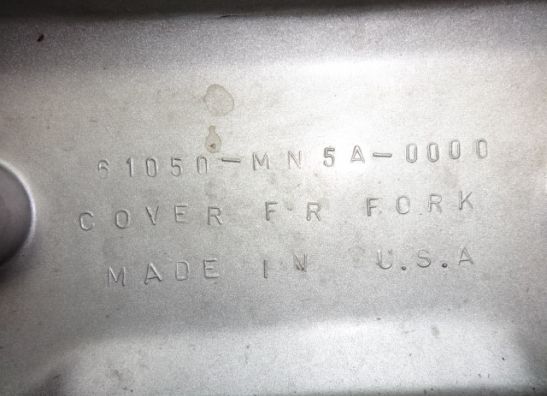 61050-MN5A-0000
COVER FR FORK
MADE IN U.S.A